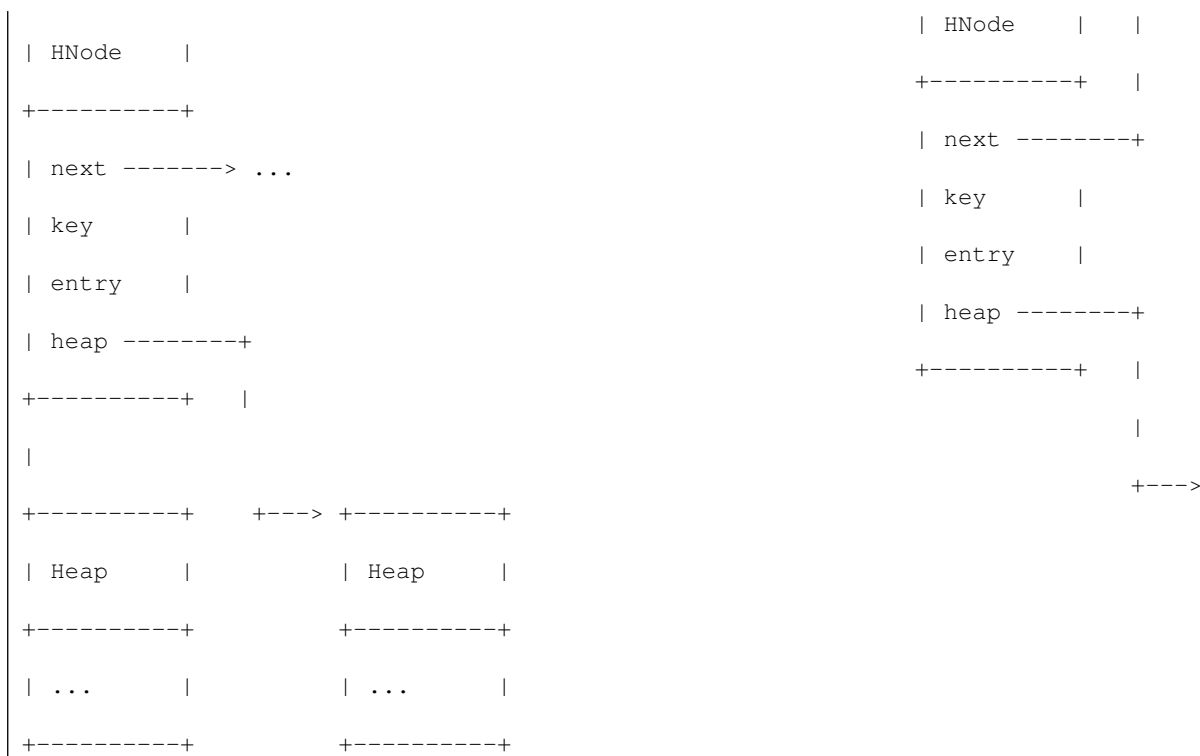 | HNode | |
| HNode |
+----------+ |
+----------+
| next --------+
| next -------> ...
| key |
| key |
| entry |
| entry |
| heap --------+
| heap --------+
+----------+ |
+----------+ |
|
|
+--->
+----------+ +---> +----------+
| Heap | | Heap |
+----------+ +----------+
| ... | | ... |
+----------+ +----------+